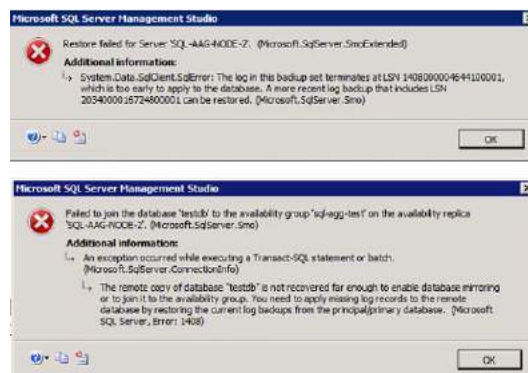 Microsoft SQL Server Management Studio
Restore failed for Server 'SQL-AAG-NODE-2'. (Microsoft.SqlServer.SmoExtended)
Additional information:
System.Data.SqlClient.SqlError: The log in this backup set terminates at LSN 1408000004644100001,
which is too early to apply to the database. A more recent log backup that includes LSN
2034000016724800001 can be restored. (Microsoft.SqlServer.Smo)
OK
Microsoft SQL Server Management Studio
Failed to join the database 'testdb' to the availability group 'sql-agg-test' on the availability replica
'SQL-AAG-NODE-2'. (Microsoft.SqlServer.Smo)
Additional information:
An exception occurred while executing a Transact-SQL statement or batch.
(Microsoft.SqlServer.ConnectionInfo)
The remote copy of database "testdb" is not recovered far enough to enable database mirroring
or to join it to the availability group. You need to apply missing log records to the remote
database by restoring the current log backups from the principal/primary database. (Microsoft
SQL Server, Error: 1408)
OK